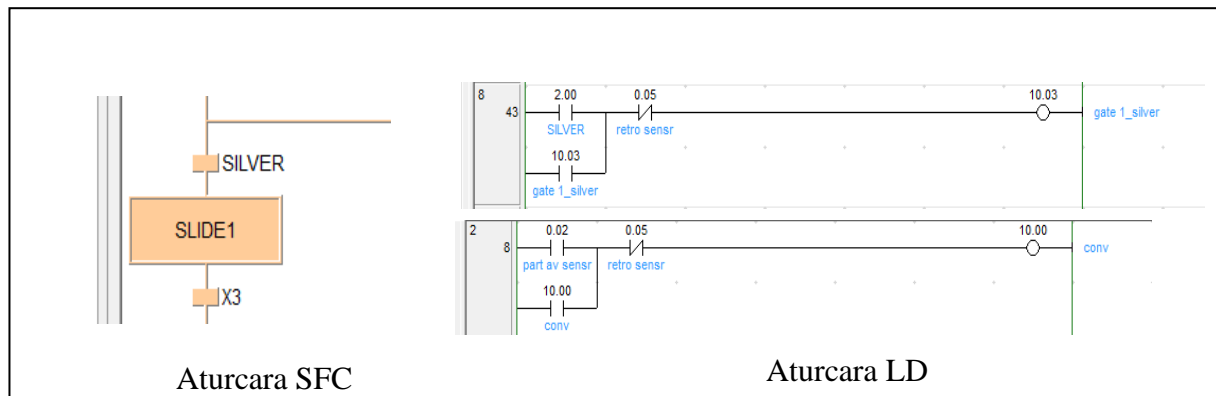 SILVER
SLIDE1
X3
Aturcara SFC
8
43
2.00
0.05
10.03
SILVER
retro sensr
gate 1_silver
10.03
gate 1_silver
2
8
0.02
0.05
10.00
part av sensr
retro sensr
conv
10.00
conv
Aturcara LD